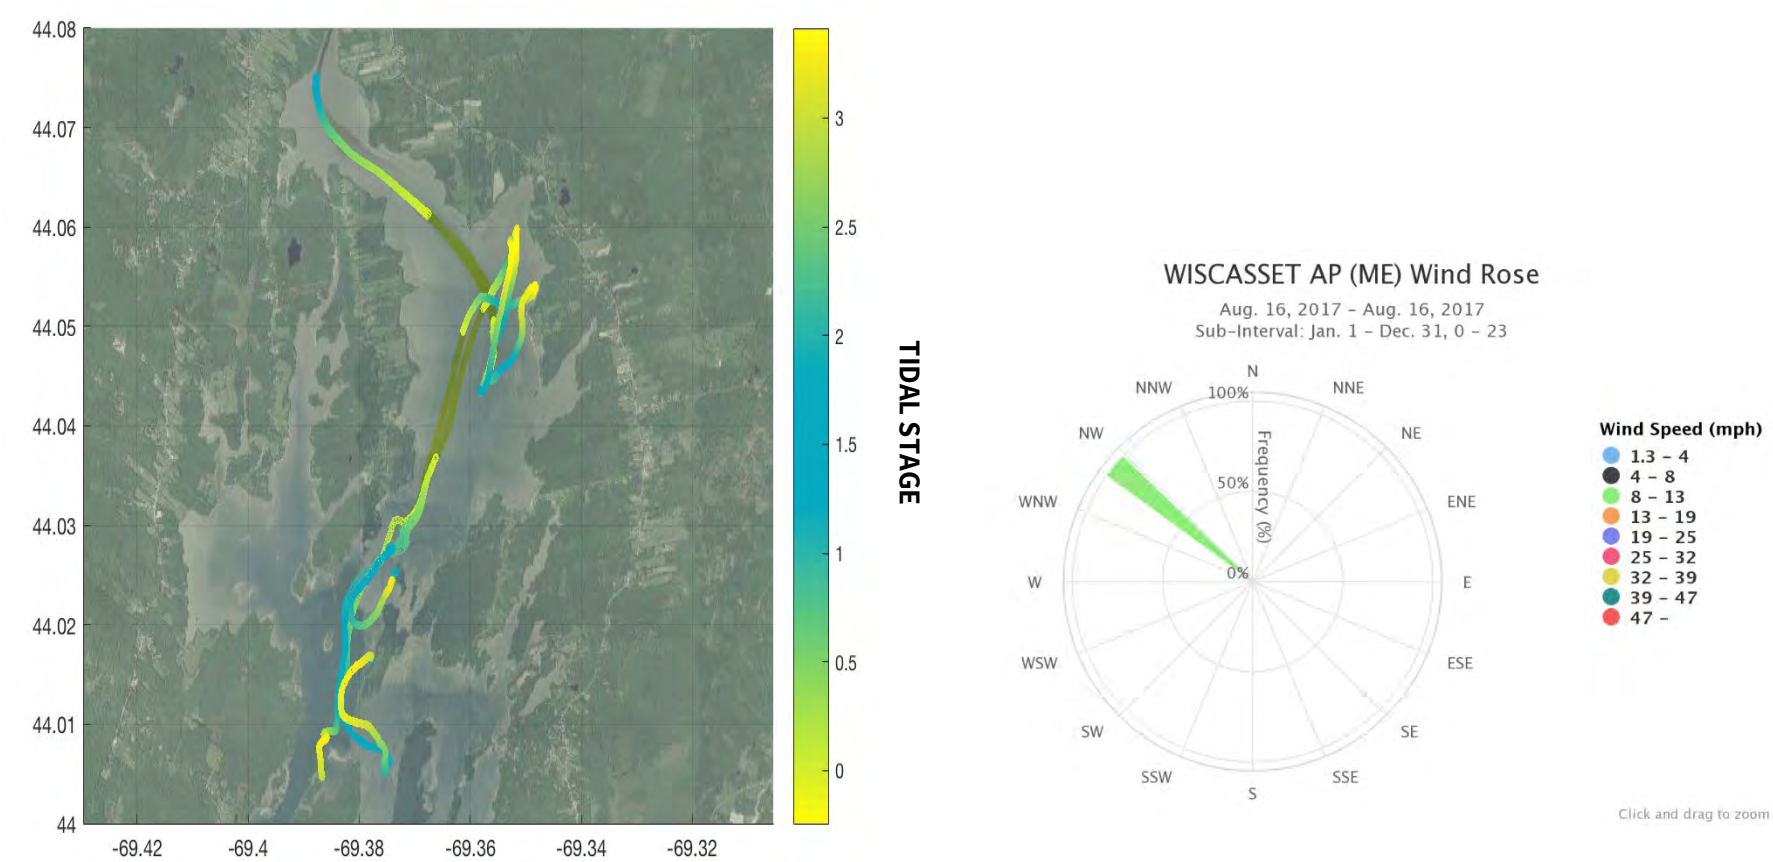 44.08
44.07
44.06
44.05
44.04
44.03
44.02
44.01
44
-69.42
-69.4
-69.38
-69.36
-69.34
-69.32
3
2.5
2
1.5
1
0.5
0
TIDAL STAGE
WISCASSET AP (ME) Wind Rose
Aug. 16, 2017 – Aug. 16, 2017
Sub-Interval: Jan. 1 – Dec. 31, 0 – 23
N
NNE
NE
ENE
E
ESE
SE
SSE
S
SSW
SW
WSW
W
WNW
NW
NNW
100%
50%
0%
Frequency (%)
Wind Speed (mph)
1.3 – 4
4 – 8
8 – 13
13 – 19
19 – 25
25 – 32
32 – 39
39 – 47
47 –
Click and drag to zoom